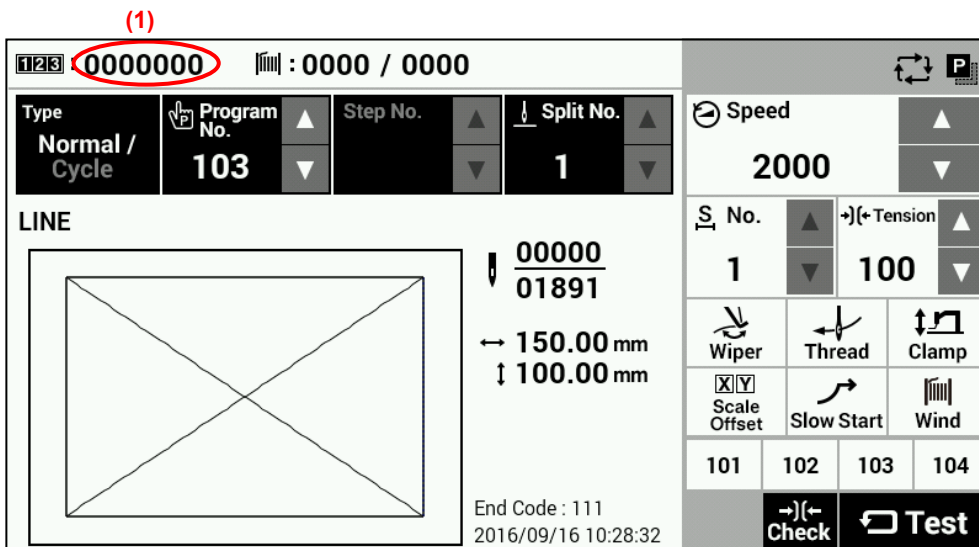 (1)
123 : 0000000 : 0000 / 0000 P
Type
Normal /
Cycle
P Program
No.
103
Step No.
Split No.
1
Speed
2000
LINE
S No.
1
Tension
100
00000
01891
150.00 mm
100.00 mm
Wiper
Thread
Clamp
X Y
Scale
Offset
Slow Start
Wind
101 102 103 104
End Code : 111
2016/09/16 10:28:32
Check
Test